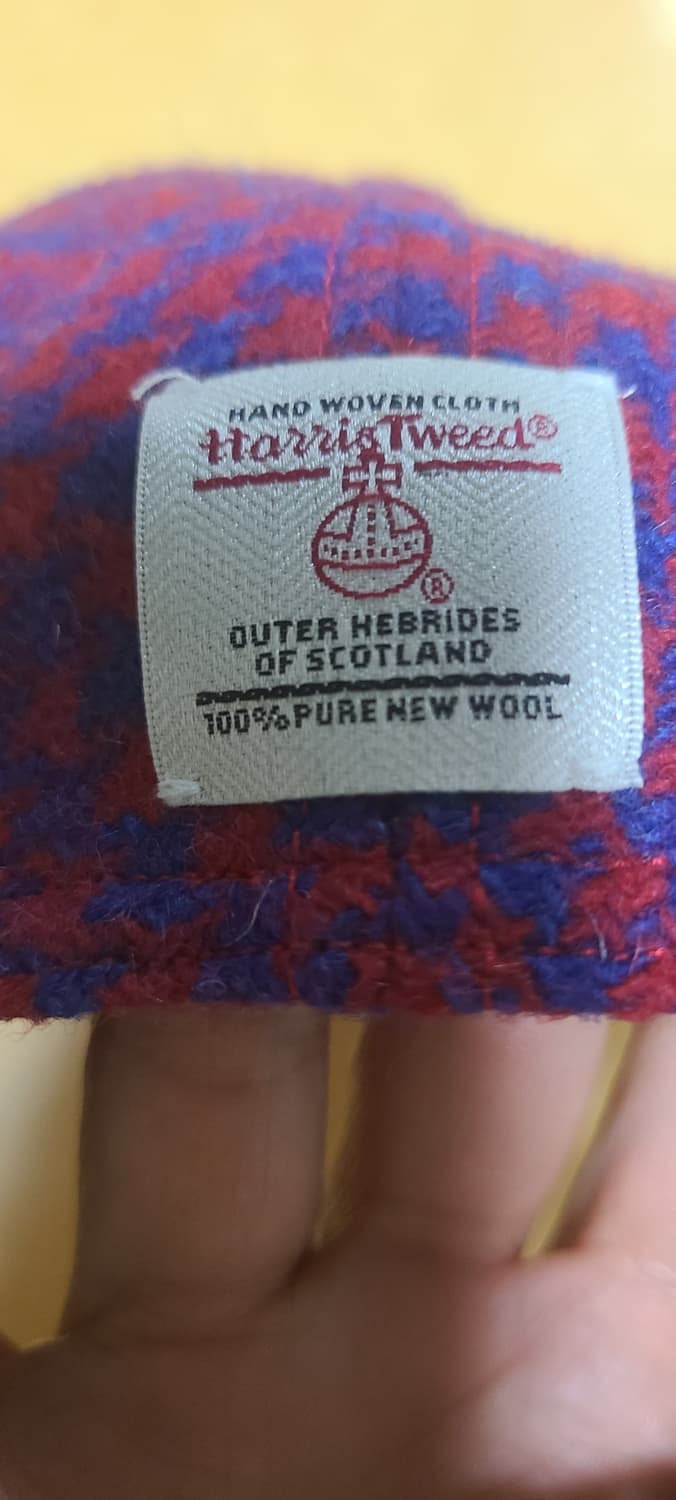 HAND WOVEN CLOTH
Harris Tweed®
®
OUTER HEBRIDES
OF SCOTLAND
100% PURE NEW WOOL